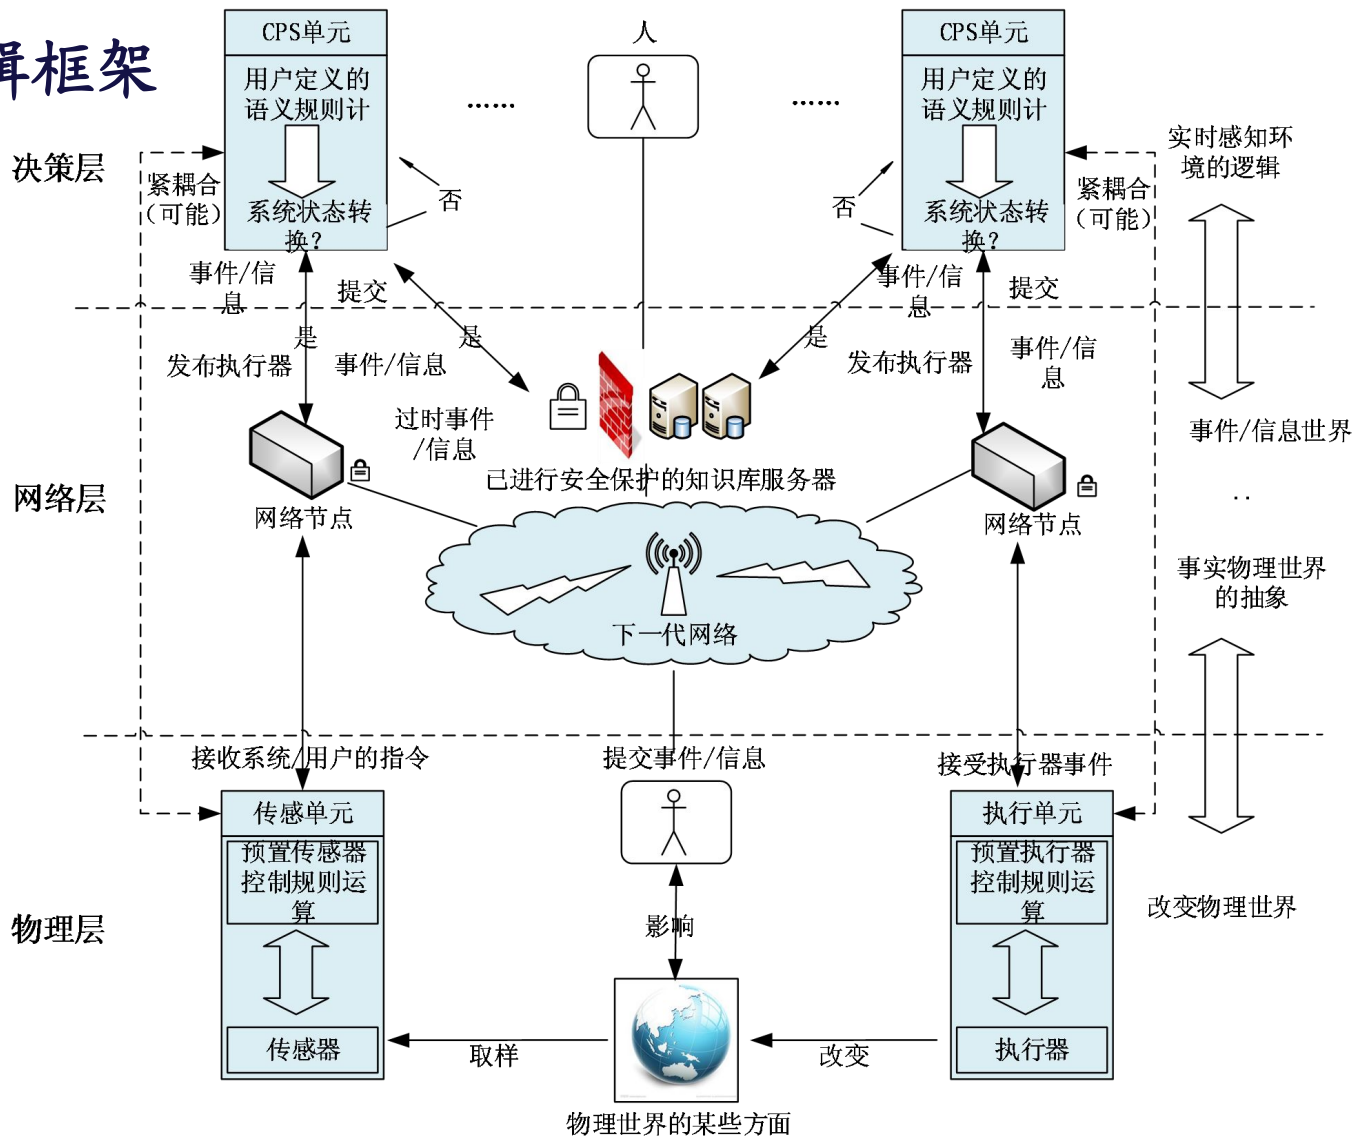 辑框架
CPS单元
人
CPS单元
用户定义的
语义规则计
……
……
用户定义的
语义规则计
决策层
紧耦合
（可能）
否
系统状态转
换?
否
系统状态转
换?
紧耦合
（可能）
实时感知环
境的逻辑
事件/信
息
提交
事件/信
息
提交
是
是
是
发布执行器
事件/信息
发布执行器
事件/信
息
过时事件
/信息
事件/信息世界
已进行安全保护的知识库服务器
网络层
网络节点
网络节点
..
下一代网络
事实物理世界
的抽象
接收系统/用户的指令
提交事件/信息
接受执行器事件
传感单元
执行单元
预置传感器
控制规则运
算
预置执行器
控制规则运
算
物理层
影响
改变物理世界
传感器
取样
改变
执行器
物理世界的某些方面